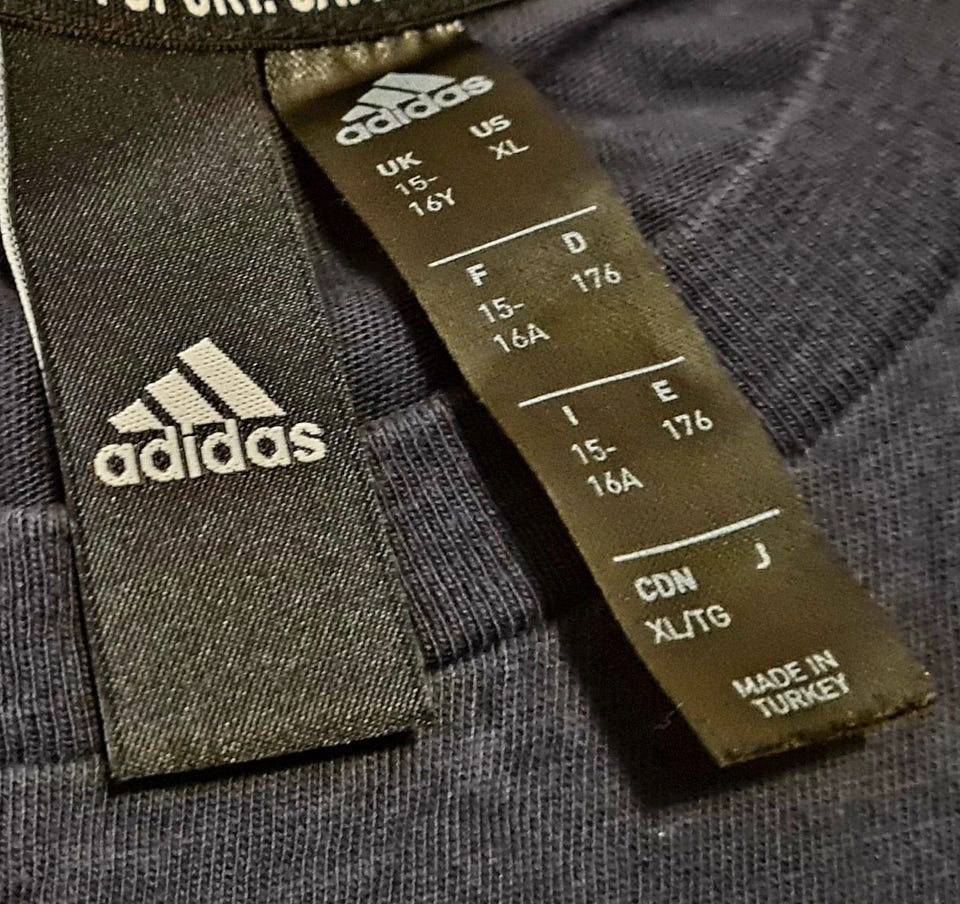 SPORT.
adidas
adidas
UK US
15- XL
16Y
F D
15- 176
16A
I E
15- 176
16A
CDN J
XL/TG
MADE IN
TURKEY